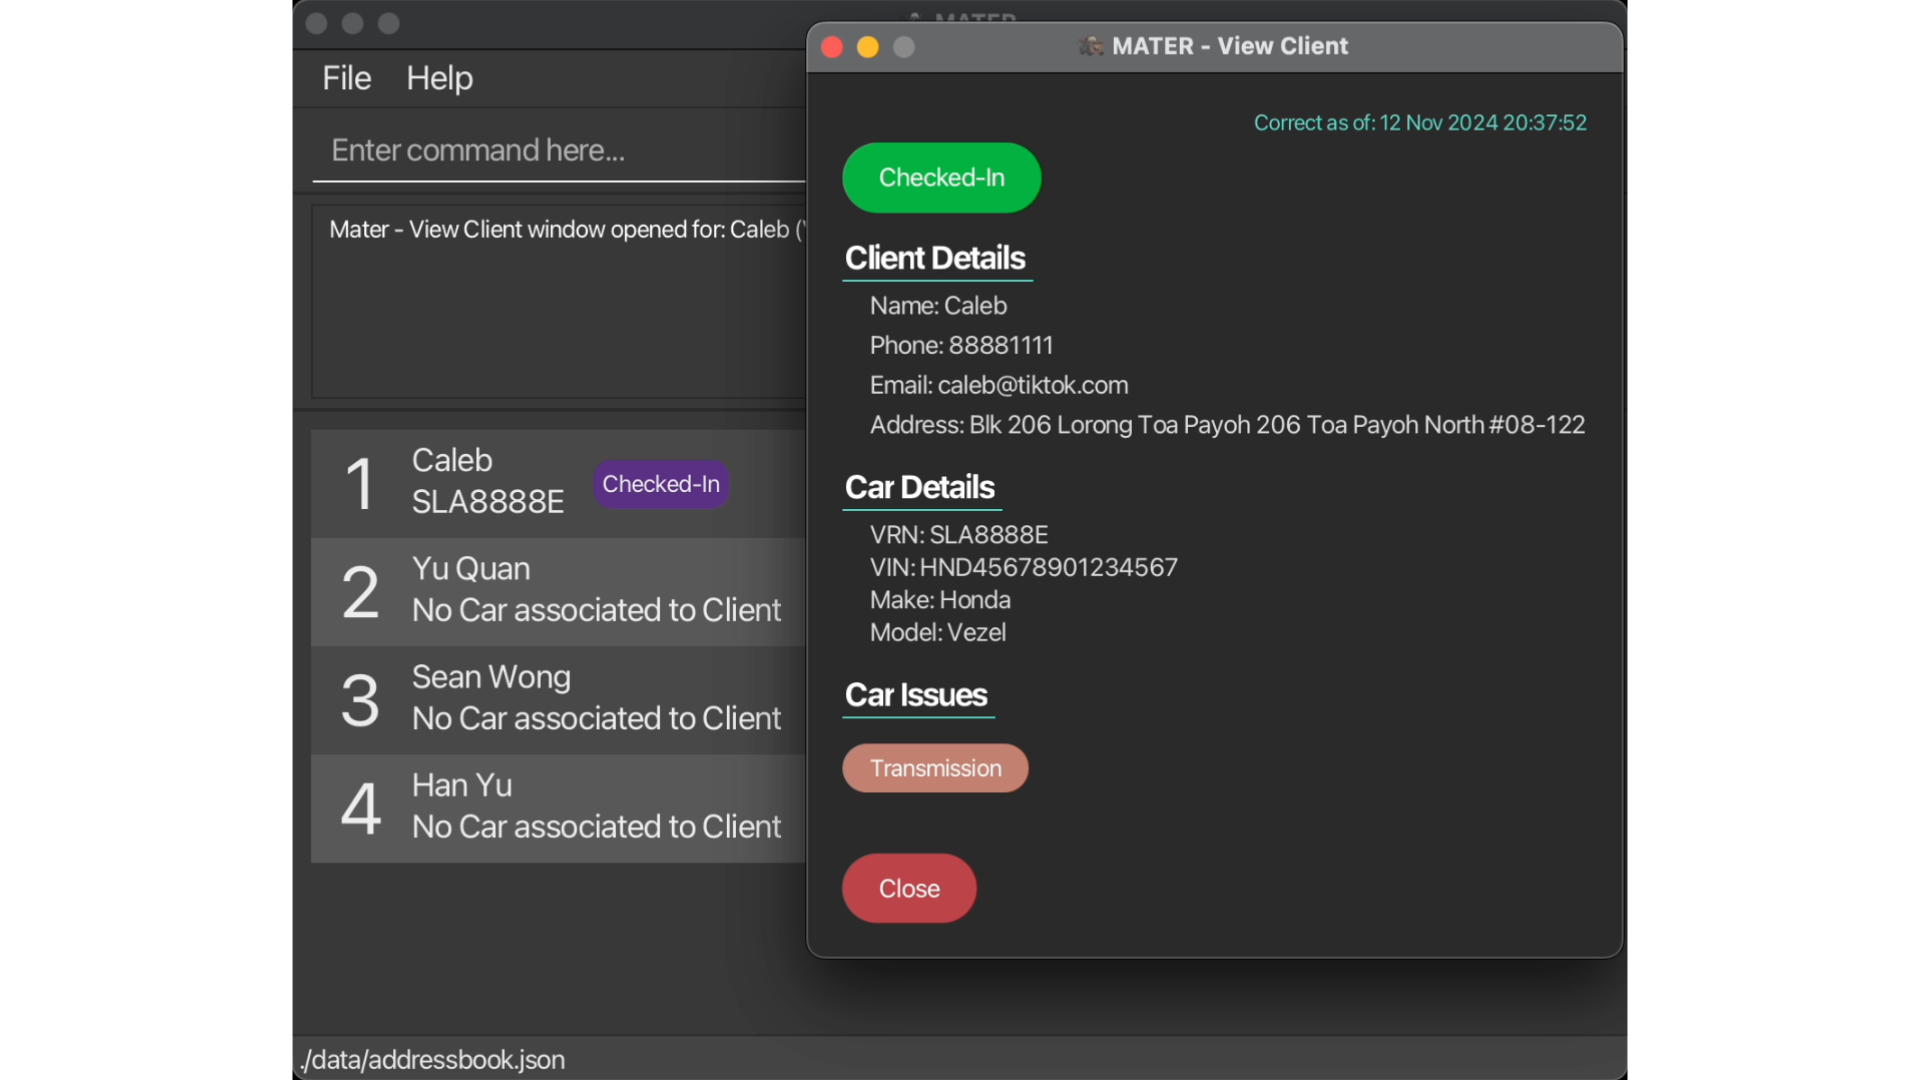 MATER
File Help
Enter command here...
Mater - View Client window opened for: Caleb (
1
Caleb
SLA8888E
Checked-In
2
Yu Quan
No Car associated to Client
3
Sean Wong
No Car associated to Client
4
Han Yu
No Car associated to Client
./data/addressbook.json
MATER - View Client
Correct as of: 12 Nov 2024 20:37:52
Checked-In
Client Details
Name: Caleb
Phone: 88881111
Email: caleb@tiktok.com
Address: Blk 206 Lorong Toa Payoh 206 Toa Payoh North #08-122
Car Details
VRN: SLA8888E
VIN: HND45678901234567
Make: Honda
Model: Vezel
Car Issues
Transmission
Close